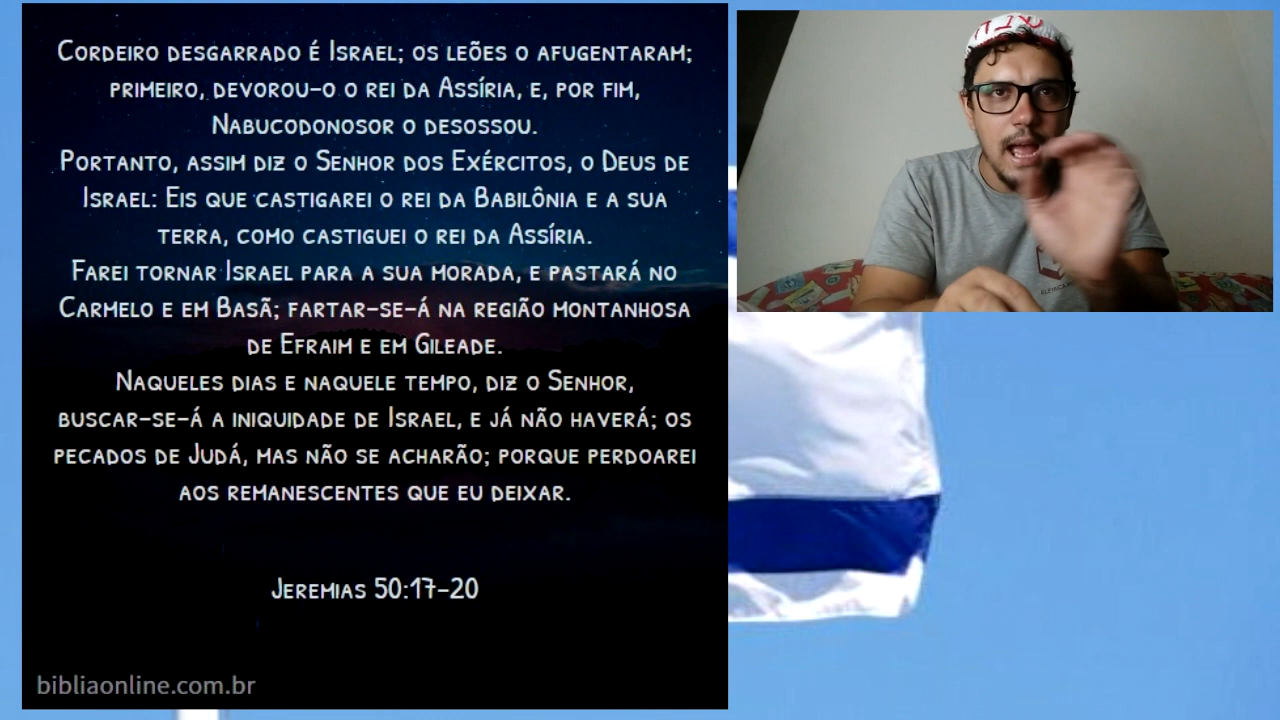 Cordeiro desgarrado é Israel; os leões o afugentaram;
primeiro, devorou-o o rei da Assíria, e, por fim,
Nabucodonosor o desossou.
Portanto, assim diz o Senhor dos Exércitos, o Deus de
Israel: Eis que castigarei o rei da Babilônia e a sua
terra, como castiguei o rei da Assíria.
Farei tornar Israel para a sua morada, e pastará no
Carmelo e em Basã; fartar-se-á na região montanhosa
de Efraim e em Gileade.
Naqueles dias e naquele tempo, diz o Senhor,
buscar-se-á a iniquidade de Israel, e já não haverá; os
pecados de Judá, mas não se acharão; porque perdoarei
aos remanescentes que eu deixar.
Jeremias 50:17-20
bibliaonline.com.br